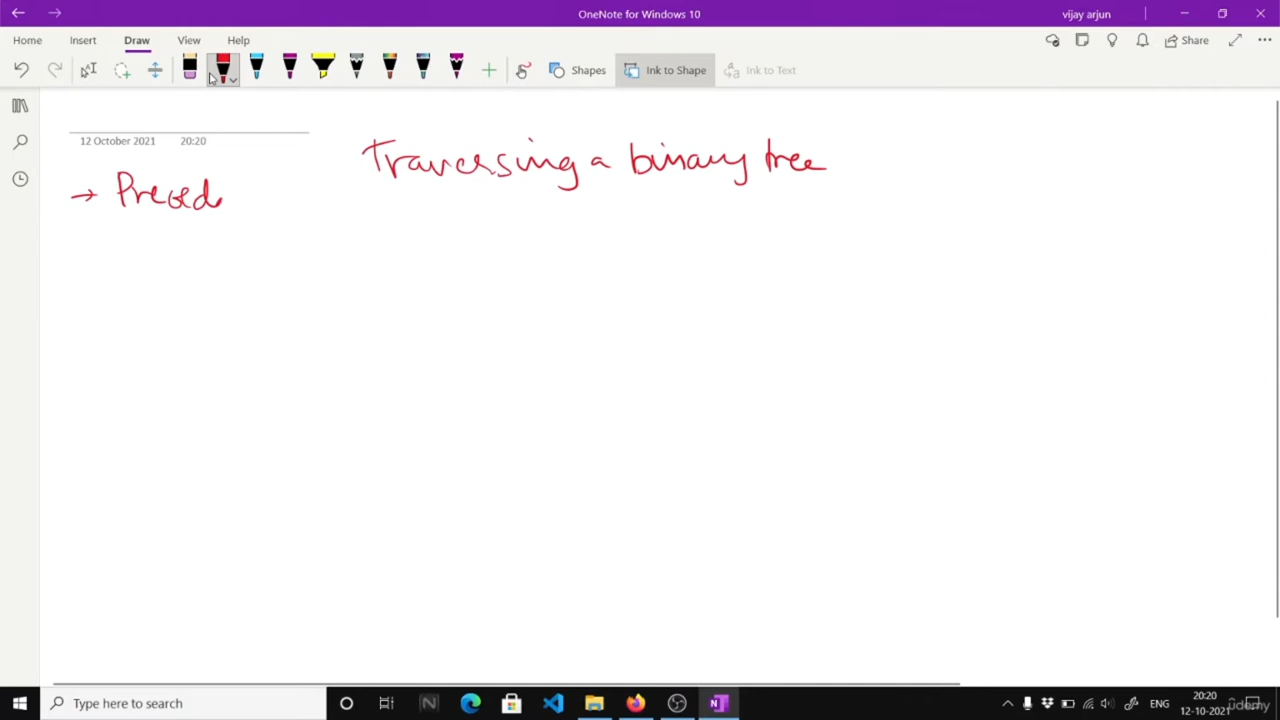 OneNote for Windows 10
vijay arjun
Home Insert Draw View Help
Share
Shapes
Ink to Shape
Ink to Text
12 October 2021 20:20
Traversing a binary tree
→
Type here to search
N
ENG
20:20
12-10-2021
udemy